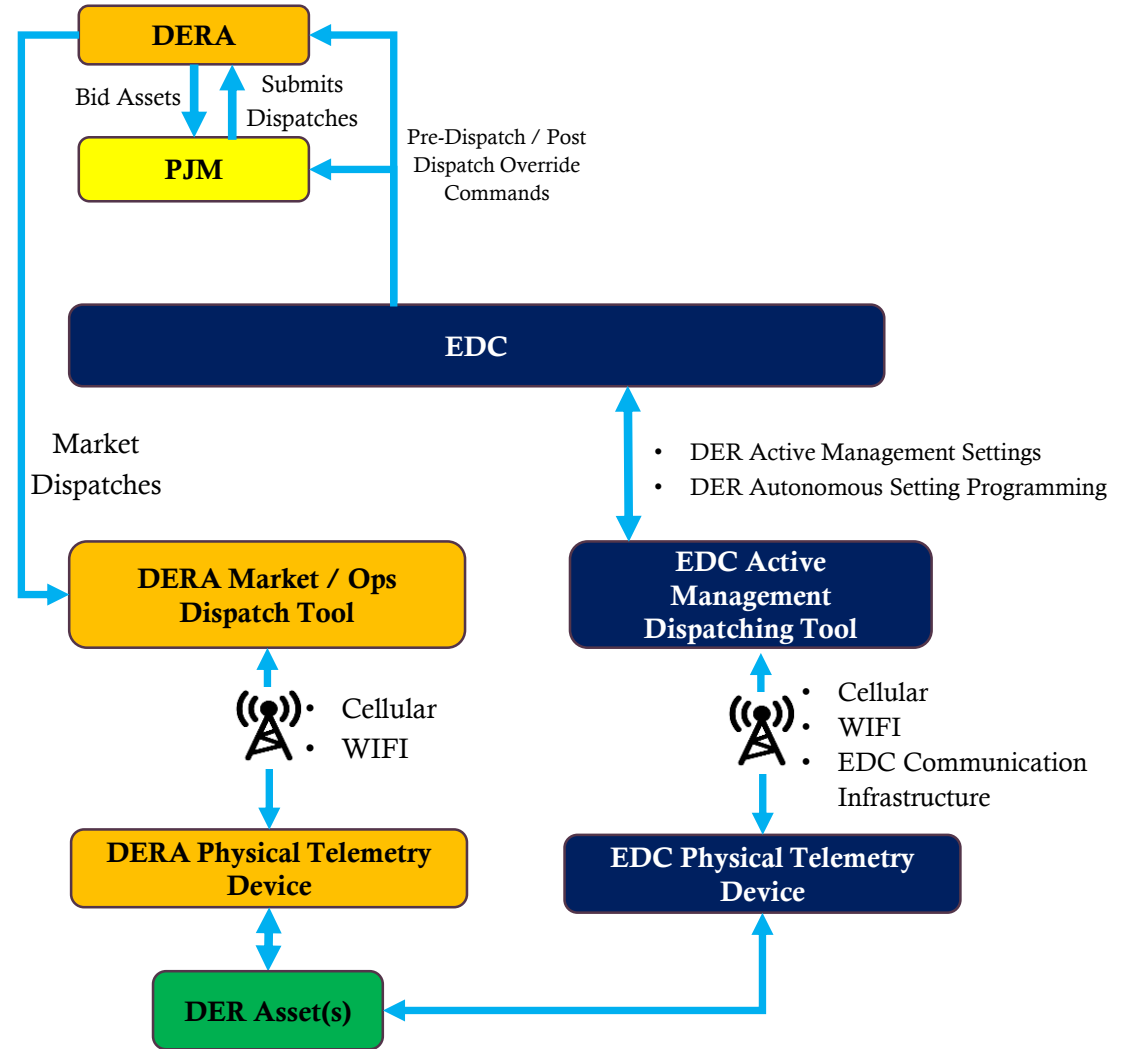 DERA
Bid Assets
Submits
Dispatches
PJM
Pre-Dispatch / Post
Dispatch Override
Commands
EDC
Market
Dispatches
• DER Active Management Settings
• DER Autonomous Setting Programming
DERA Market / Ops
Dispatch Tool
EDC Active
Management
Dispatching Tool
• Cellular
• WIFI
• Cellular
• WIFI
• EDC Communication
Infrastructure
DERA Physical Telemetry
Device
EDC Physical Telemetry
Device
DER Asset(s)